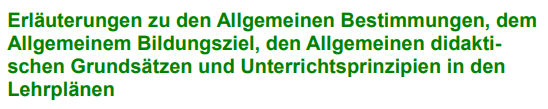 Erläuterungen zu den Allgemeinen Bestimmungen, dem
Allgemeinem Bildungsziel, den Allgemeinen didakti-
schen Grundsätzen und Unterrichtsprinzipien in den
Lehrplänen